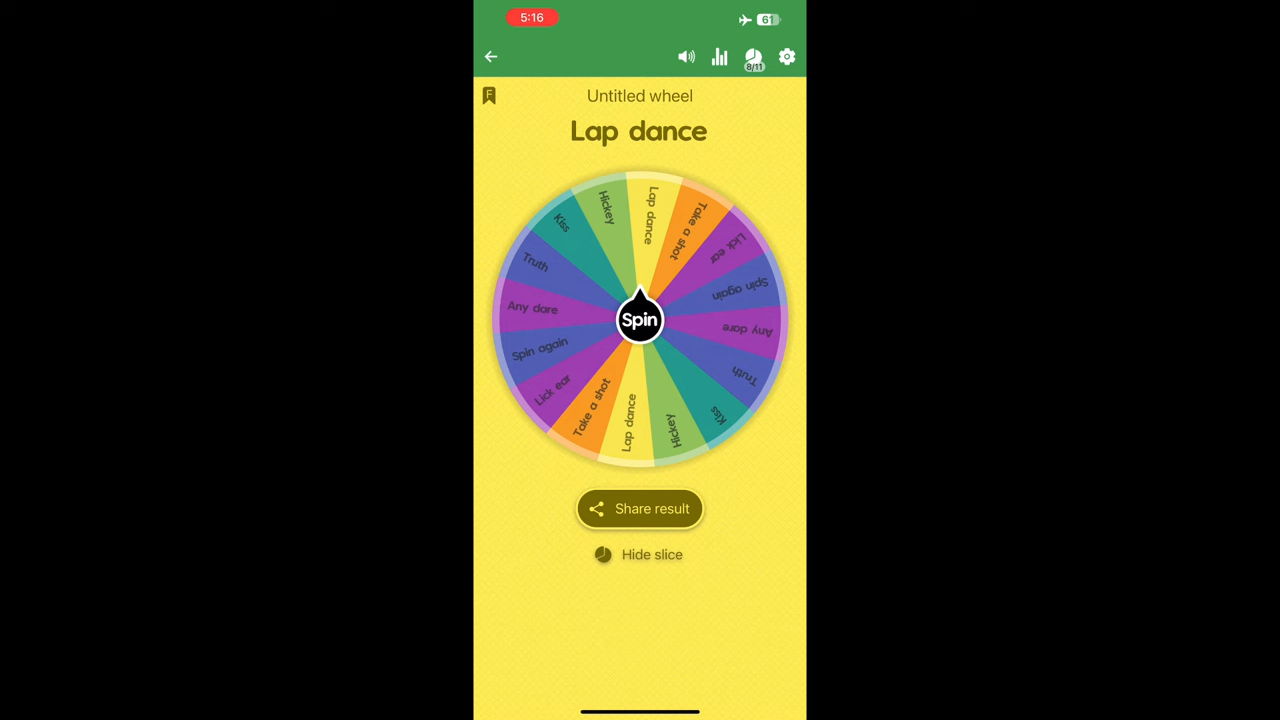 5:16
61
8/11
F
Untitled wheel
Lap dance
Lap dance
Take a shot
Lick ear
Spin again
Any dare
Truth
Kiss
Hickey
Lap dance
Take a shot
Lick ear
Spin again
Any dare
Truth
Kiss
Hickey
Spin
Share result
Hide slice